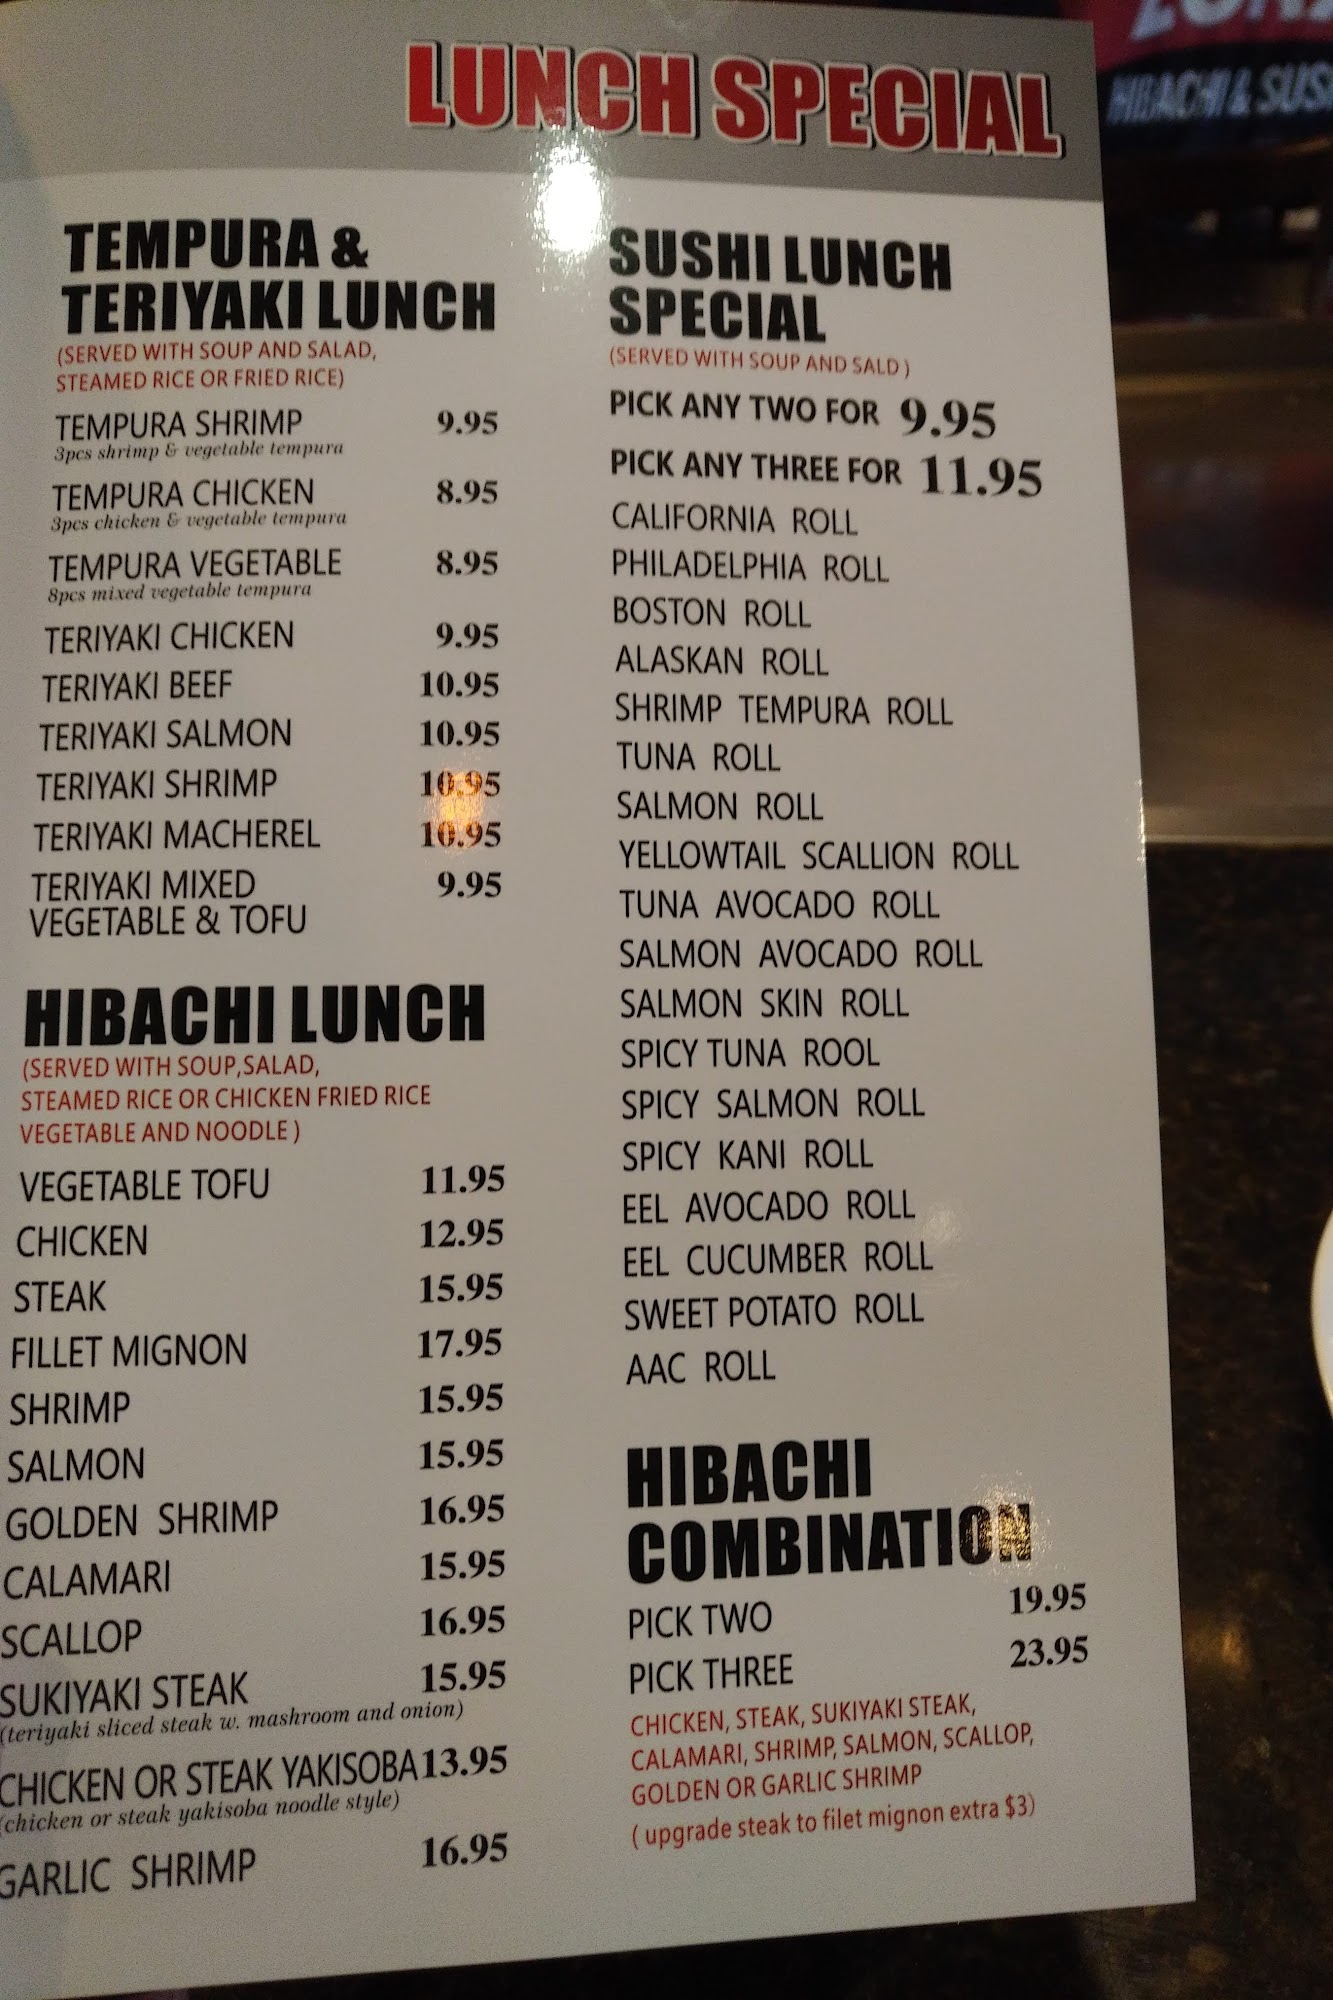 LUNCH SPECIAL
HIBACHI & SUSH
TEMPURA &
TERIYAKI LUNCH
(SERVED WITH SOUP AND SALAD,
STEAMED RICE OR FRIED RICE)
TEMPURA SHRIMP 9.95
3pcs shrimp & vegetable tempura
TEMPURA CHICKEN 8.95
3pcs chicken & vegetable tempura
TEMPURA VEGETABLE 8.95
8pcs mixed vegetable tempura
TERIYAKI CHICKEN 9.95
TERIYAKI BEEF 10.95
TERIYAKI SALMON 10.95
TERIYAKI SHRIMP 10.95
TERIYAKI MACHEREL 10.95
TERIYAKI MIXED 9.95
VEGETABLE & TOFU
HIBACHI LUNCH
(SERVED WITH SOUP,SALAD,
STEAMED RICE OR CHICKEN FRIED RICE
VEGETABLE AND NOODLE )
VEGETABLE TOFU 11.95
CHICKEN 12.95
STEAK 15.95
FILLET MIGNON 17.95
SHRIMP 15.95
SALMON 15.95
GOLDEN SHRIMP 16.95
CALAMARI 15.95
SCALLOP 16.95
SUKIYAKI STEAK 15.95
(teriyaki sliced steak w. mashroom and onion)
CHICKEN OR STEAK YAKISOBA 13.95
(chicken or steak yakisoba noodle style)
GARLIC SHRIMP 16.95
SUSHI LUNCH
SPECIAL
(SERVED WITH SOUP AND SALD )
PICK ANY TWO FOR 9.95
PICK ANY THREE FOR 11.95
CALIFORNIA ROLL
PHILADELPHIA ROLL
BOSTON ROLL
ALASKAN ROLL
SHRIMP TEMPURA ROLL
TUNA ROLL
SALMON ROLL
YELLOWTAIL SCALLION ROLL
TUNA AVOCADO ROLL
SALMON AVOCADO ROLL
SALMON SKIN ROLL
SPICY TUNA ROOL
SPICY SALMON ROLL
SPICY KANI ROLL
EEL AVOCADO ROLL
EEL CUCUMBER ROLL
SWEET POTATO ROLL
AAC ROLL
HIBACHI
COMBINATION
PICK TWO 19.95
PICK THREE 23.95
CHICKEN, STEAK, SUKIYAKI STEAK,
CALAMARI, SHRIMP, SALMON, SCALLOP,
GOLDEN OR GARLIC SHRIMP
( upgrade steak to filet mignon extra $3)